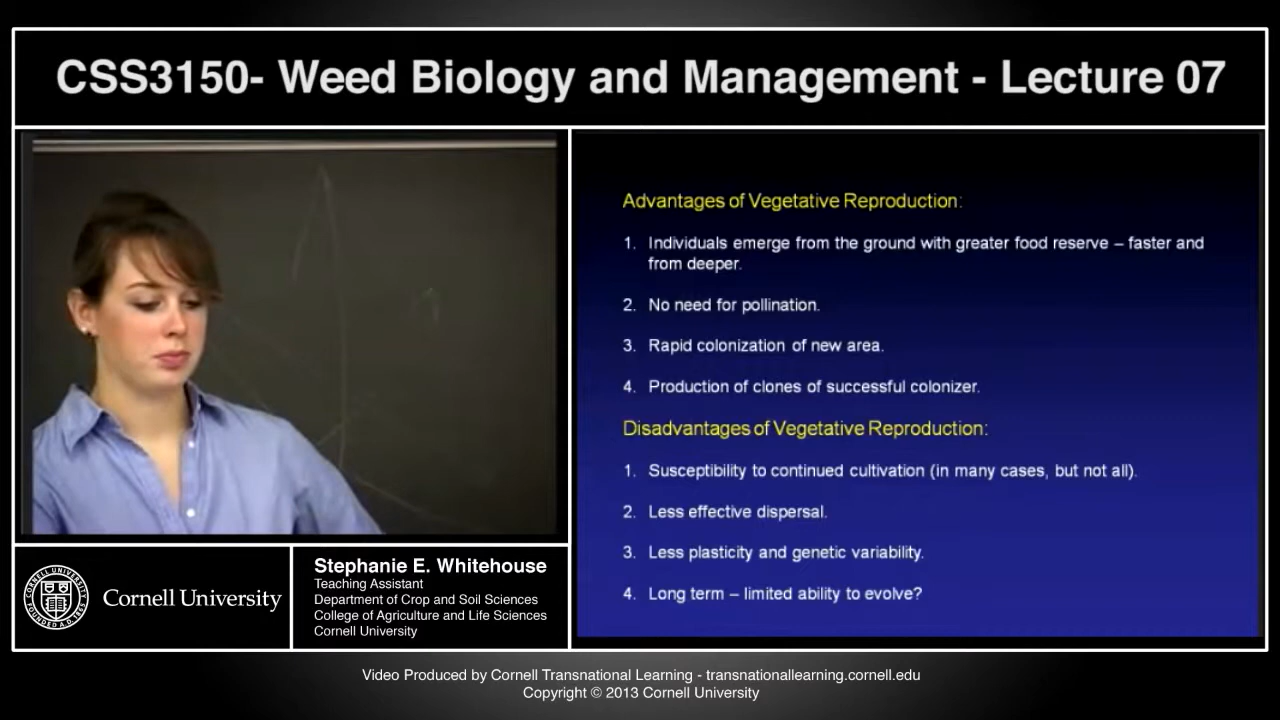 CSS3150- Weed Biology and Management - Lecture 07
Advantages of Vegetative Reproduction:
1. Individuals emerge from the ground with greater food reserve – faster and
from deeper.
2. No need for pollination.
3. Rapid colonization of new area.
4. Production of clones of successful colonizer.
Disadvantages of Vegetative Reproduction:
1. Susceptibility to continued cultivation (in many cases, but not all).
2. Less effective dispersal.
3. Less plasticity and genetic variability.
4. Long term – limited ability to evolve?
Cornell University
Stephanie E. Whitehouse
Teaching Assistant
Department of Crop and Soil Sciences
College of Agriculture and Life Sciences
Cornell University
Video Produced by Cornell Transnational Learning - transnationallearning.cornell.edu
Copyright © 2013 Cornell University